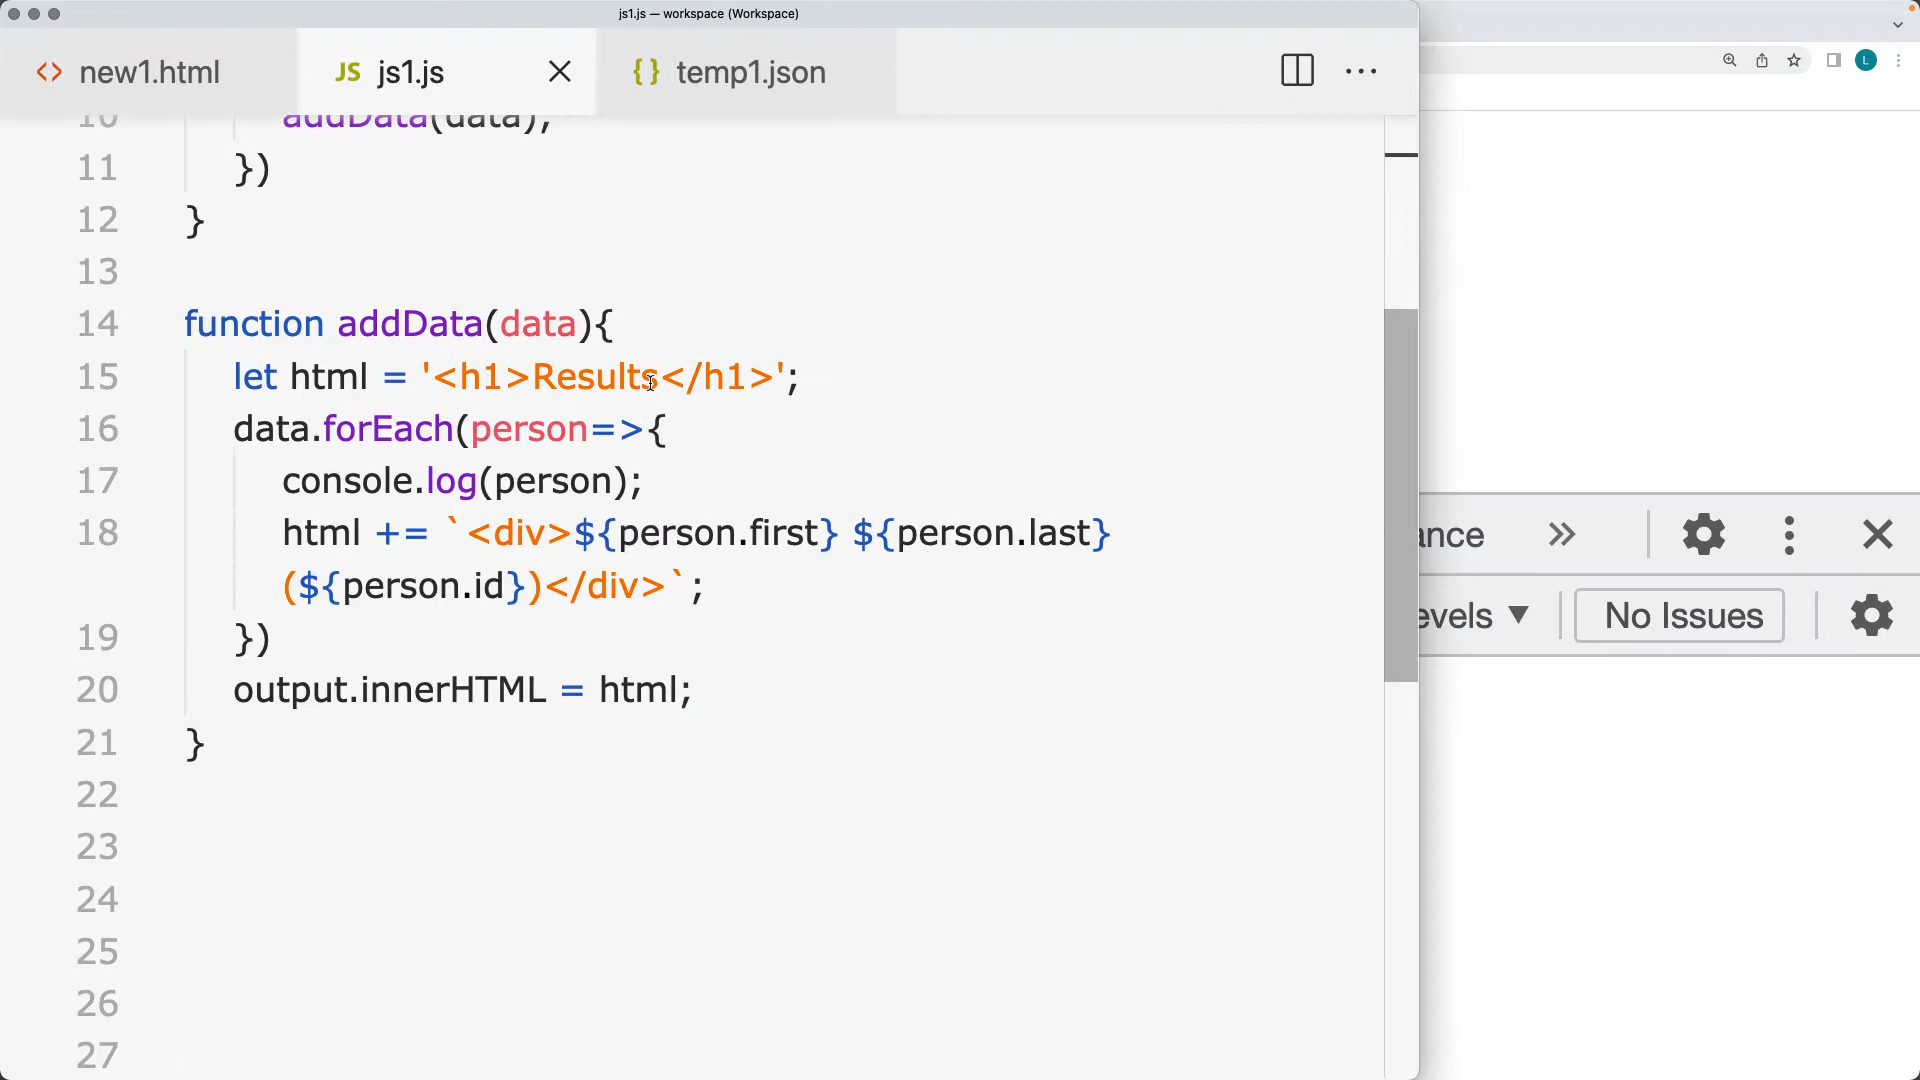 js1.js — workspace (Workspace)
<> new1.html
JS js1.js
{} temp1.json
L
10 addData(data);
11 })
12 }
13
14 function addData(data){
15 let html = '<h1>Results</h1>';
16 data.forEach(person=>{
17 console.log(person);
18 html += `<div>${person.first} ${person.last}
(${person.id})</div>`;
19 })
20 output.innerHTML = html;
21 }
22
23
24
25
26
27
ance
evels
No Issues